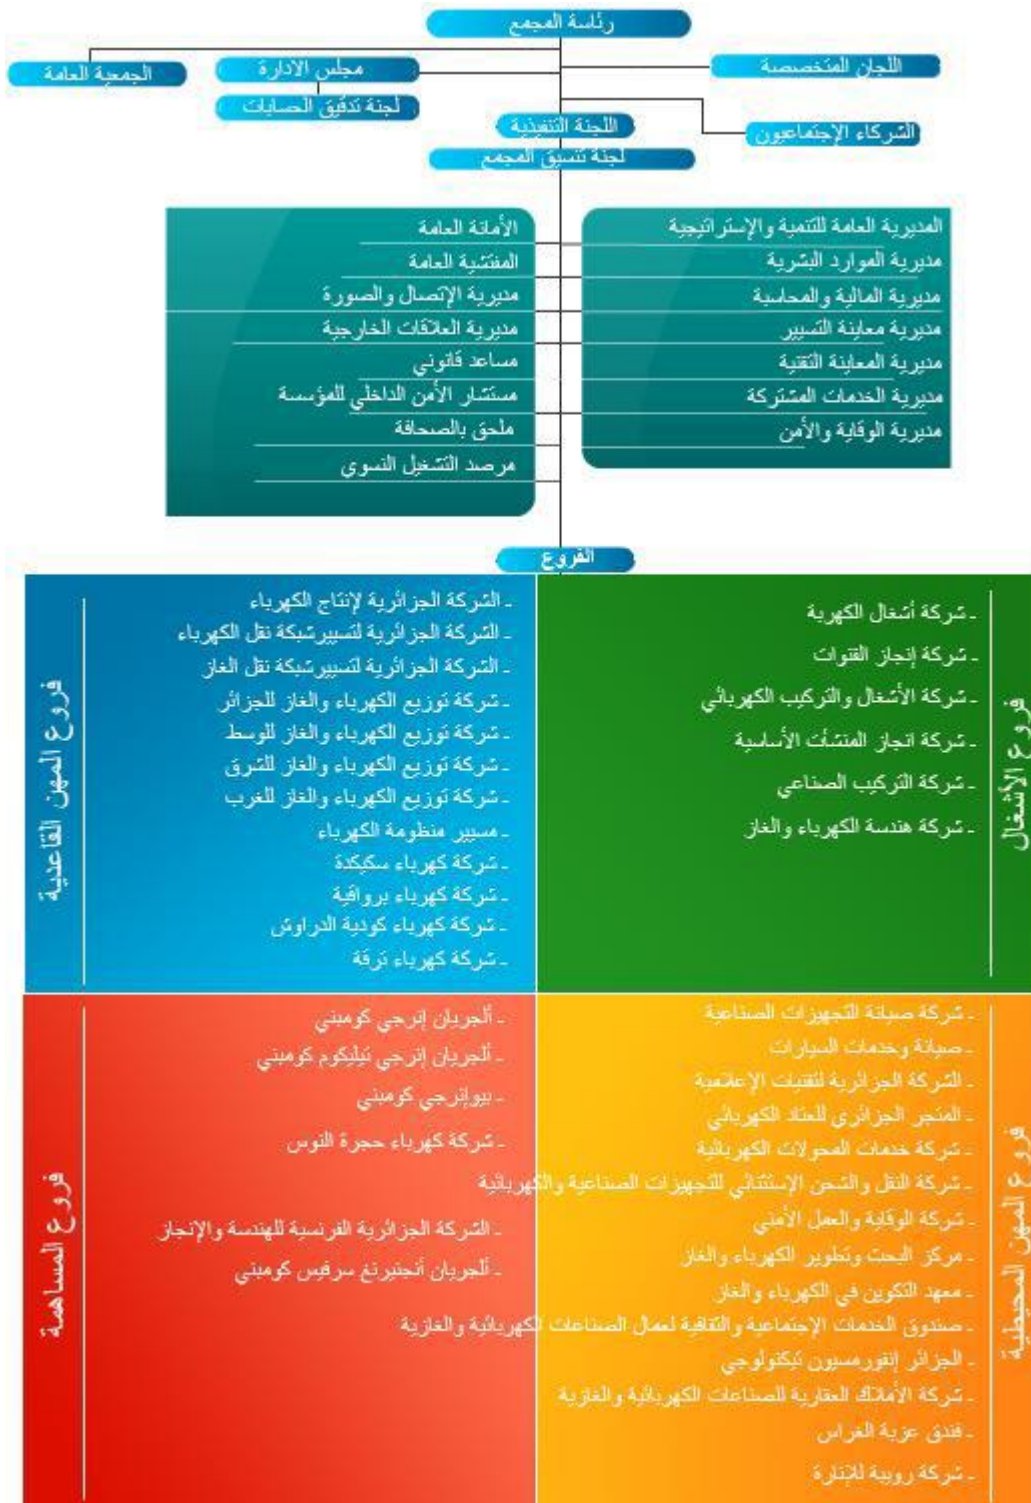 رئاسة المجمع
اللجان المتخصصة
مجلس الادارة
الجمعية العامة
لجنة تدقيق الحسابات
اللجنة التنفيذية
الشركاء الإجتماعيون
لجنة تنسيق المجمع
المديرية العامة للتنمية والإستراتيجية
مديرية الموارد البشرية
مديرية المالية والمحاسبة
مديرية معاينة التسيير
مديرية المعاينة التقنية
مديرية الخدمات المشتركة
مديرية الوقاية والأمن
الأمانة العامة
المفتشية العامة
مديرية الإتصال والصورة
مديرية العلاقات الخارجية
مساعد قانوني
مستشار الأمن الداخلي للمؤسسة
ملحق بالصحافة
مرصد التشغيل النسوي
الفروع
فروع الأشغال
- شركة أشغال الكهربة
- شركة إنجاز القنوات
- شركة الأشغال والتركيب الكهربائي
- شركة انجاز المنشأت الأساسية
- شركة التركيب الصناعي
- شركة هندسة الكهرباء والغاز
فروع المهن القاعدية
- الشركة الجزائرية لإنتاج الكهرباء
- الشركة الجزائرية لتسييرشبكة نقل الكهرباء
- الشركة الجزائرية لتسييرشبكة نقل الغاز
- شركة توزيع الكهرباء والغاز للجزائر
- شركة توزيع الكهرباء والغاز للوسط
- شركة توزيع الكهرباء والغاز للشرق
- شركة توزيع الكهرباء والغاز للغرب
- مسيير منظومة الكهرباء
- شركة كهرباء سكيكدة
- شركة كهرباء برواقية
- شركة كهرباء كودية الدراوش
- شركة كهرباء ترقة
فروع المهن المحيطية
- شركة صيانة التجهيزات الصناعية
- صيانة وخدمات السيارات
- الشركة الجزائرية لتقنيات الإعلامية
- المتجر الجزائري للعتاد الكهربائي
- شركة خدمات المحولات الكهربائية
- شركة النقل والشحن الإستثنائي للتجهيزات الصناعية والكهربائية
- شركة الوقاية والعمل الأمني
- مركز البحث وتطوير الكهرباء والغاز
- معهد التكوين في الكهرباء والغاز
- صندوق الخدمات الإجتماعية والثقافية لعمال الصناعات الكهربائية والغازية
- الجزائر إنفورمسيون تيكنولوجي
- شركة الأملاك العقارية للصناعات الكهربائية والغازية
- فندق عزبة الغراس
- شركة روبية للإنارة
فروع المساهمة
- ألجريان إنرجي كومبني
- ألجريان إنرجي تيليكوم كومبني
- بيوإنرجي كومبني
- شركة كهرباء حجرة النوس
- الشركة الجزائرية الفرنسية للهندسة والإنجاز
- ألجريان أنجنيرنغ سرفيس كومبني